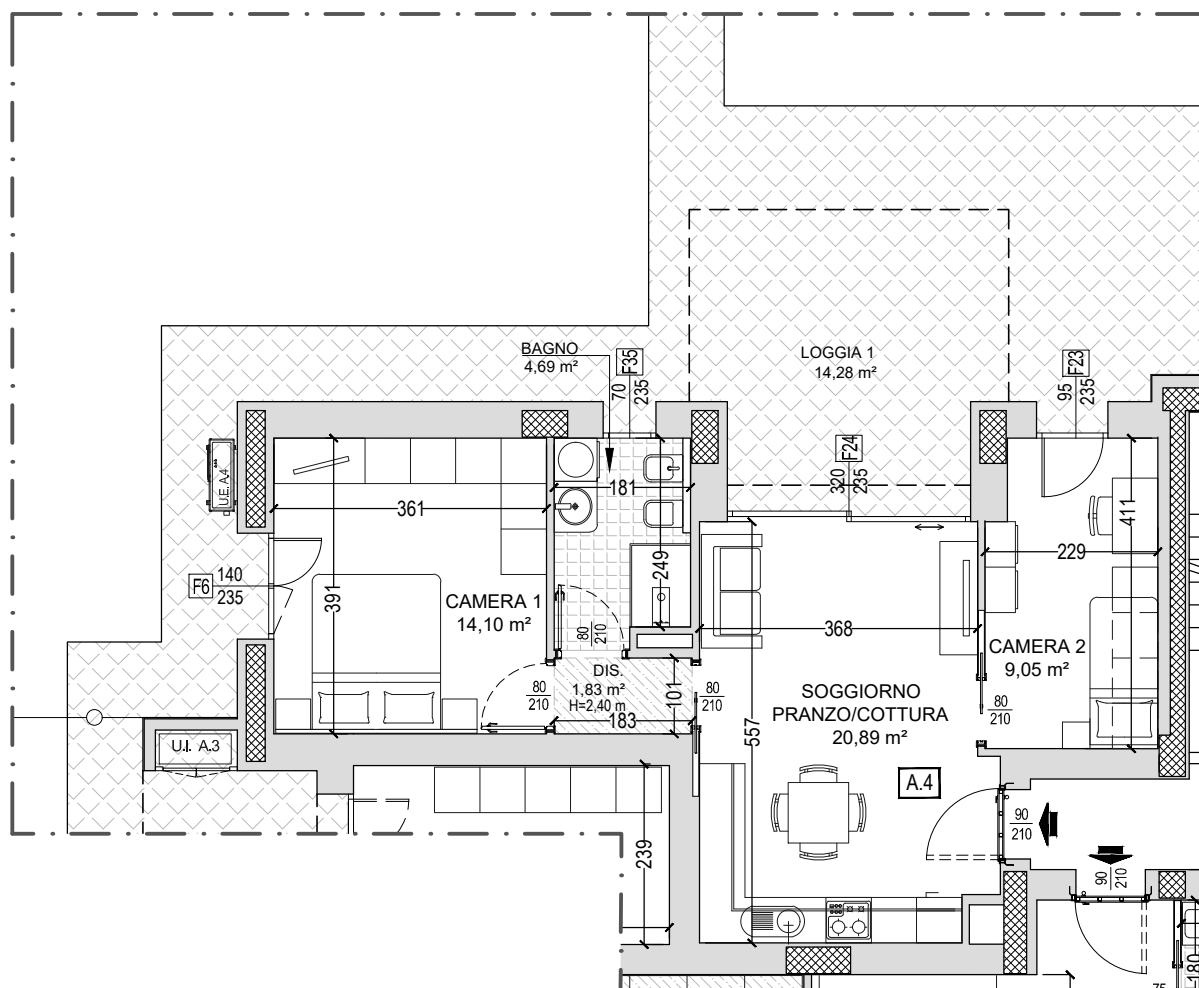 BAGNO
4,69 m²
F35
70
235
LOGGIA 1
14,28 m²
F23
95
235
F24
320
235
U.E. A.4
361
181
249
411
229
F6
140
235
391
CAMERA 1
14,10 m²
80
210
368
CAMERA 2
9,05 m²
DIS.
1,83 m²
H=2,40 m
101
183
80
210
80
210
80
210
SOGGIORNO
PRANZO/COTTURA
20,89 m²
557
U.I. A.3
A.4
90
210
239
90
210
180
75